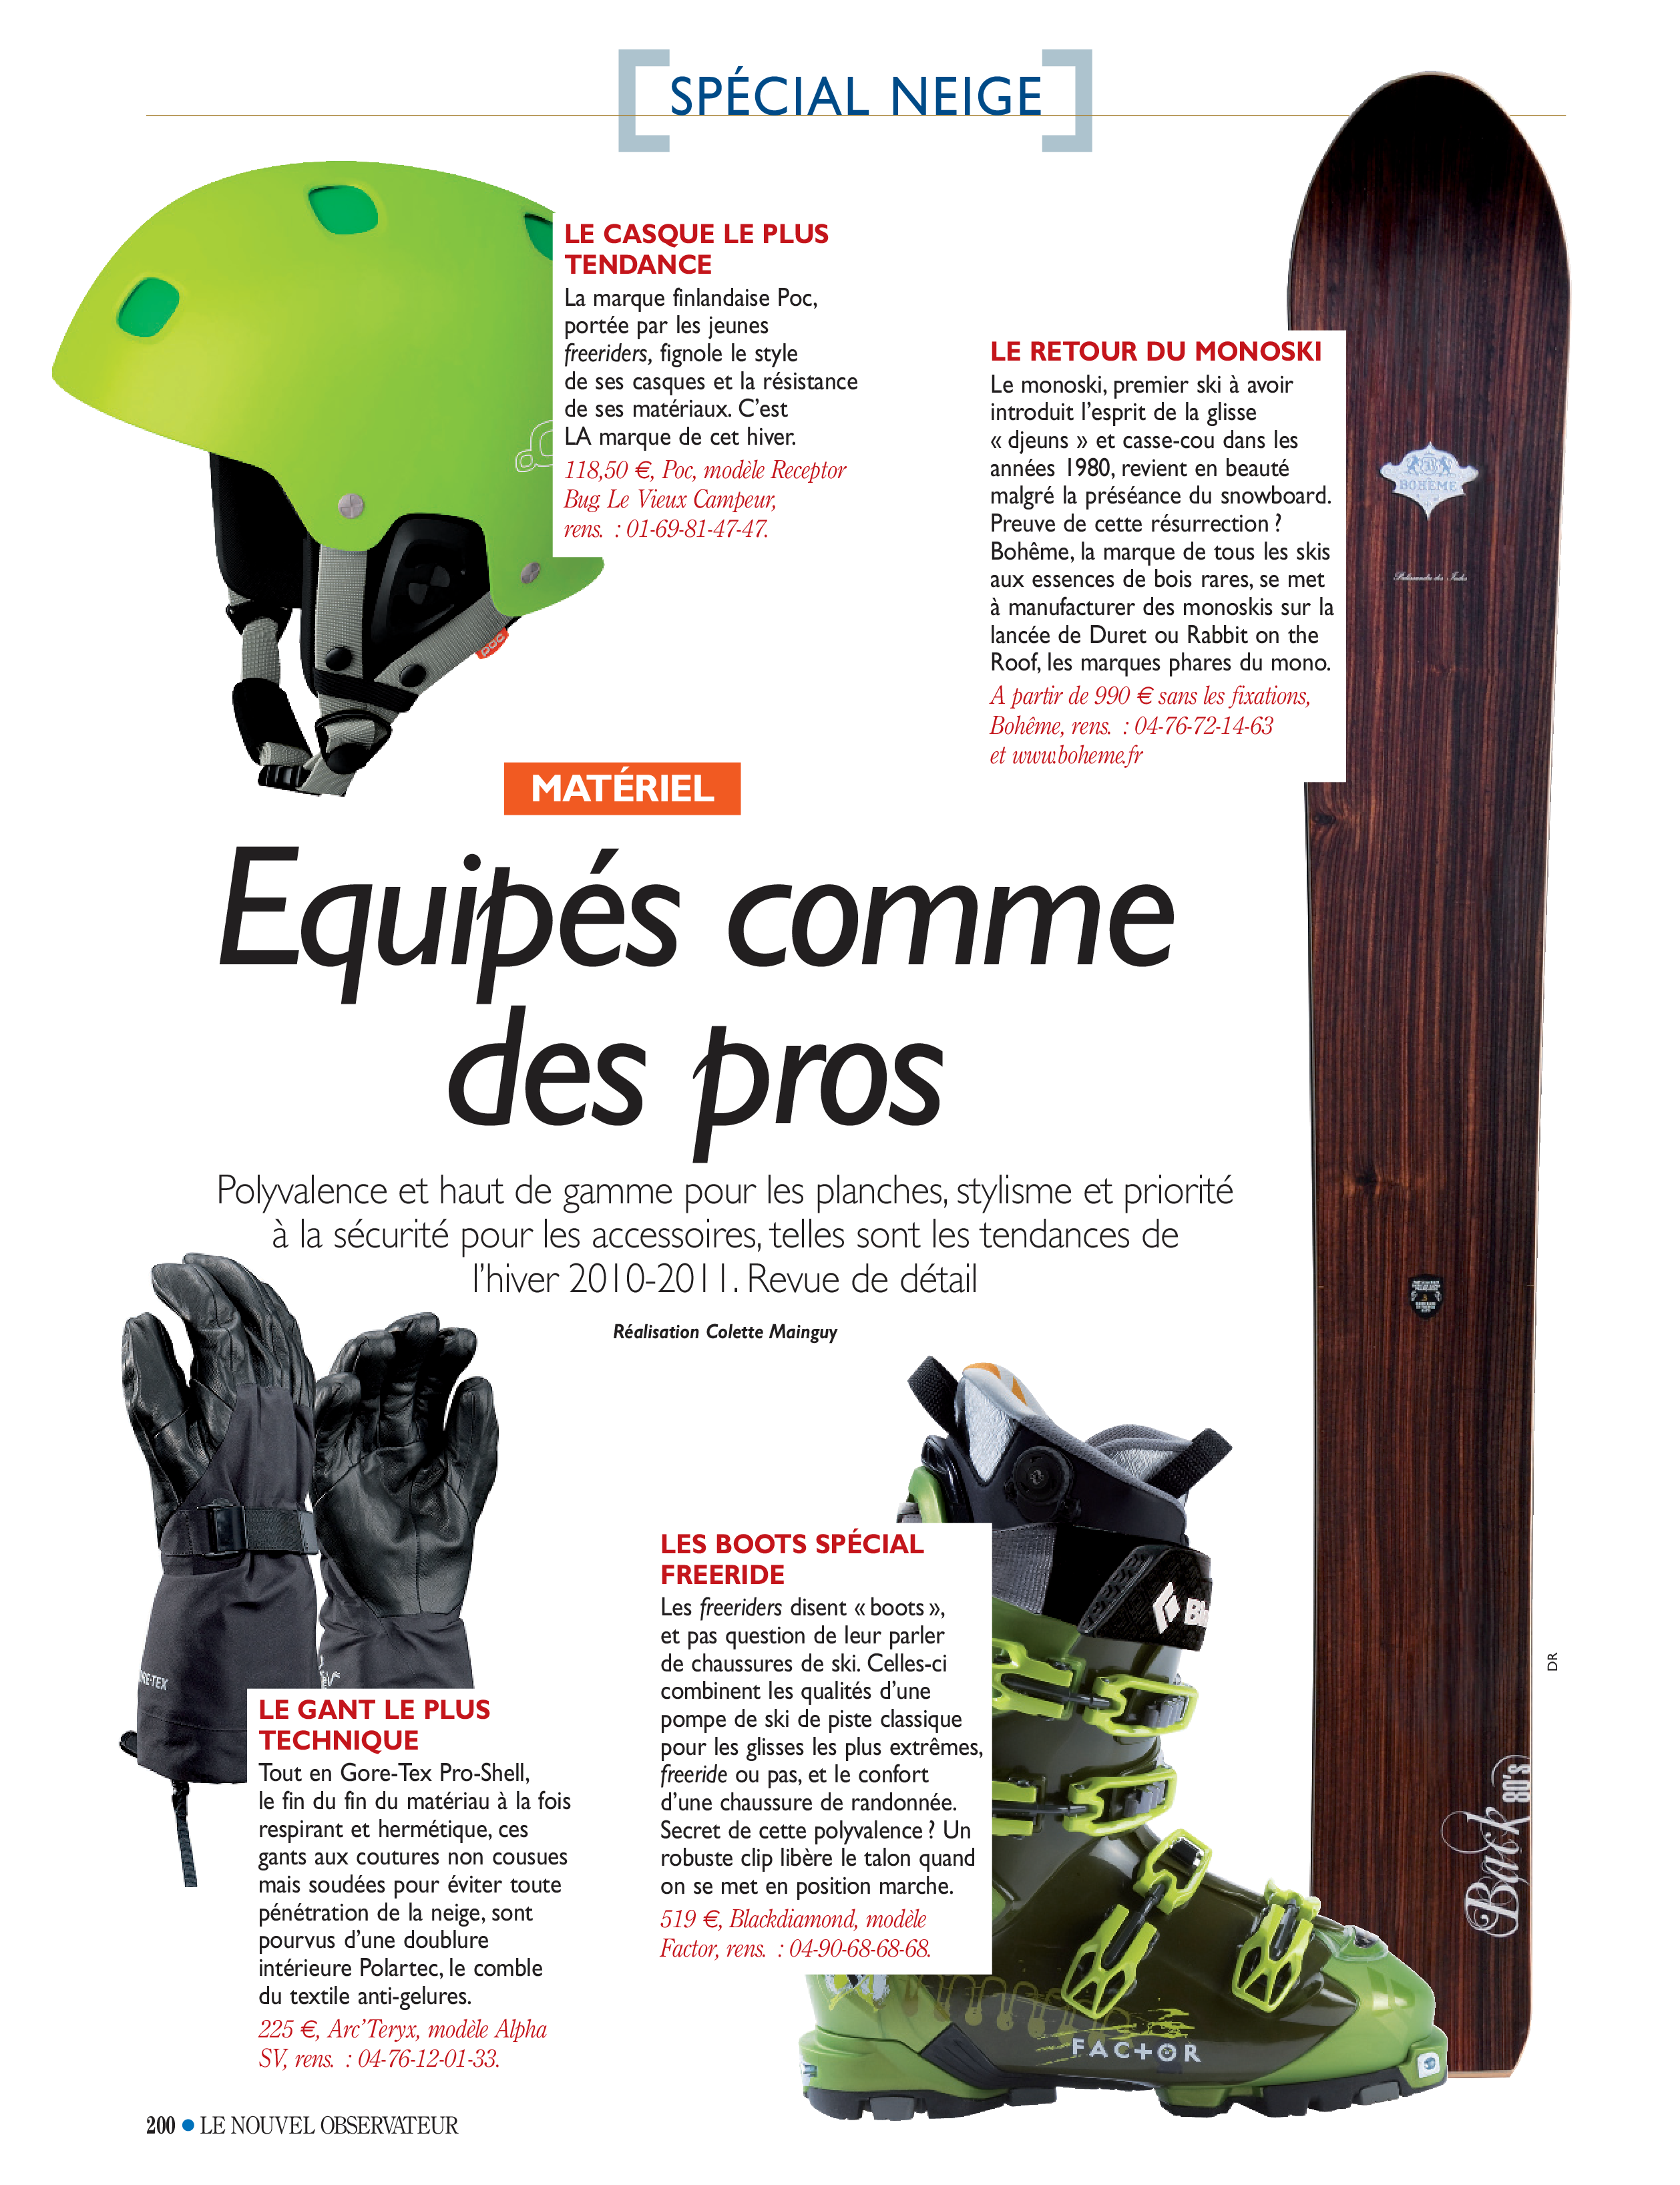 SPÉCIAL NEIGE
LE CASQUE LE PLUS
TENDANCE
La marque finlandaise Poc,
portée par les jeunes
freeriders, fignole le style
de ses casques et la résistance
de ses matériaux. C'est
LA marque de cet hiver.
118,50 €, Poc, modèle Receptor
Bug. Le Vieux Campeur,
rens. : 01-69-81-47-47.
poc
LE RETOUR DU MONOSKI
Le monoski, premier ski à avoir
introduit l'esprit de la glisse
« djeuns » et casse-cou dans les
années 1980, revient en beauté
malgré la préséance du snowboard.
Preuve de cette résurrection ?
Bohême, la marque de tous les skis
aux essences de bois rares, se met
à manufacturer des monoskis sur la
lancée de Duret ou Rabbit on the
Roof, les marques phares du mono.
A partir de 990 € sans les fixations,
Bohême, rens. : 04-76-72-14-63
et www.boheme.fr
BOHÈME
Palissandre des Indes
MATÉRIEL
Equipés comme
des pros
Polyvalence et haut de gamme pour les planches, stylisme et priorité
à la sécurité pour les accessoires, telles sont les tendances de
l'hiver 2010-2011. Revue de détail
Réalisation Colette Mainguy
LES BOOTS SPÉCIAL
FREERIDE
Les freeriders disent « boots »,
et pas question de leur parler
de chaussures de ski. Celles-ci
combinent les qualités d'une
pompe de ski de piste classique
pour les glisses les plus extrêmes,
freeride ou pas, et le confort
d'une chaussure de randonnée.
Secret de cette polyvalence ? Un
robuste clip libère le talon quand
on se met en position marche.
519 €, Blackdiamond, modèle
Factor, rens. : 04-90-68-68-68.
FACTOR
LE GANT LE PLUS
TECHNIQUE
Tout en Gore-Tex Pro-Shell,
le fin du fin du matériau à la fois
respirant et hermétique, ces
gants aux coutures non cousues
mais soudées pour éviter toute
pénétration de la neige, sont
pourvus d'une doublure
intérieure Polartec, le comble
du textile anti-gelures.
225 €, Arc'Teryx, modèle Alpha
SV, rens. : 04-76-12-01-33.
RE-TEX
DR
Back 80's
200 • LE NOUVEL OBSERVATEUR